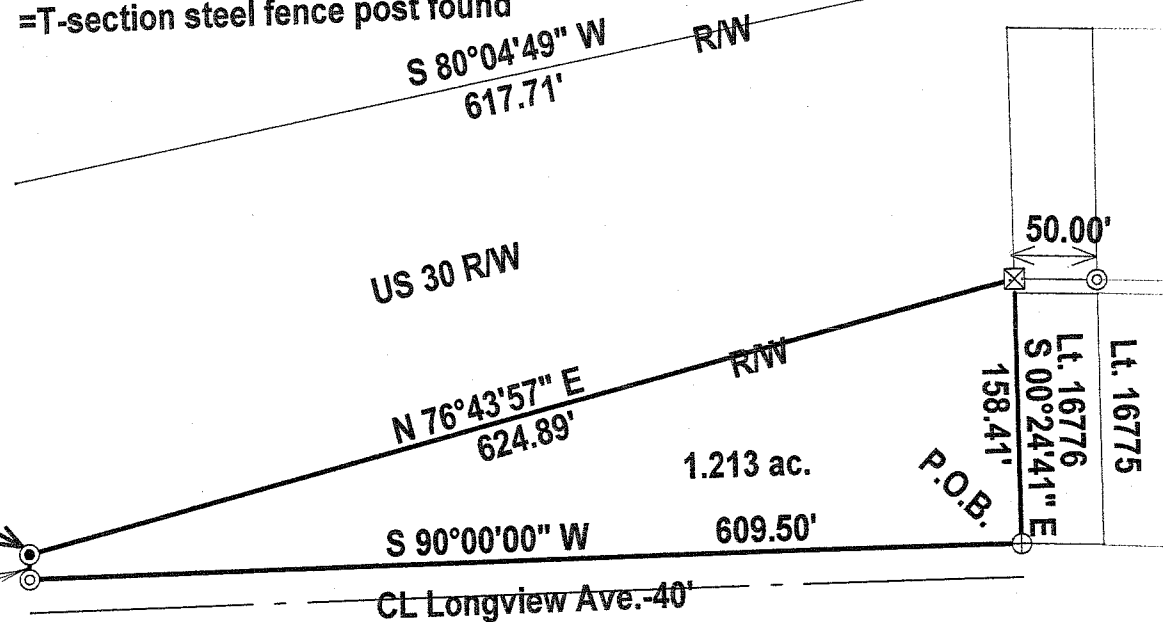 =T-section steel fence post found
S 80°04'49" W
R/W
617.71'
US 30 R/W
50.00'
N 76°43'57" E
R/W
624.89'
1.213 ac.
P.O.B.
158.41'
S 00°24'41" E
Lt. 16776
Lt. 16775
S 90°00'00" W
609.50'
CL Longview Ave.-40'